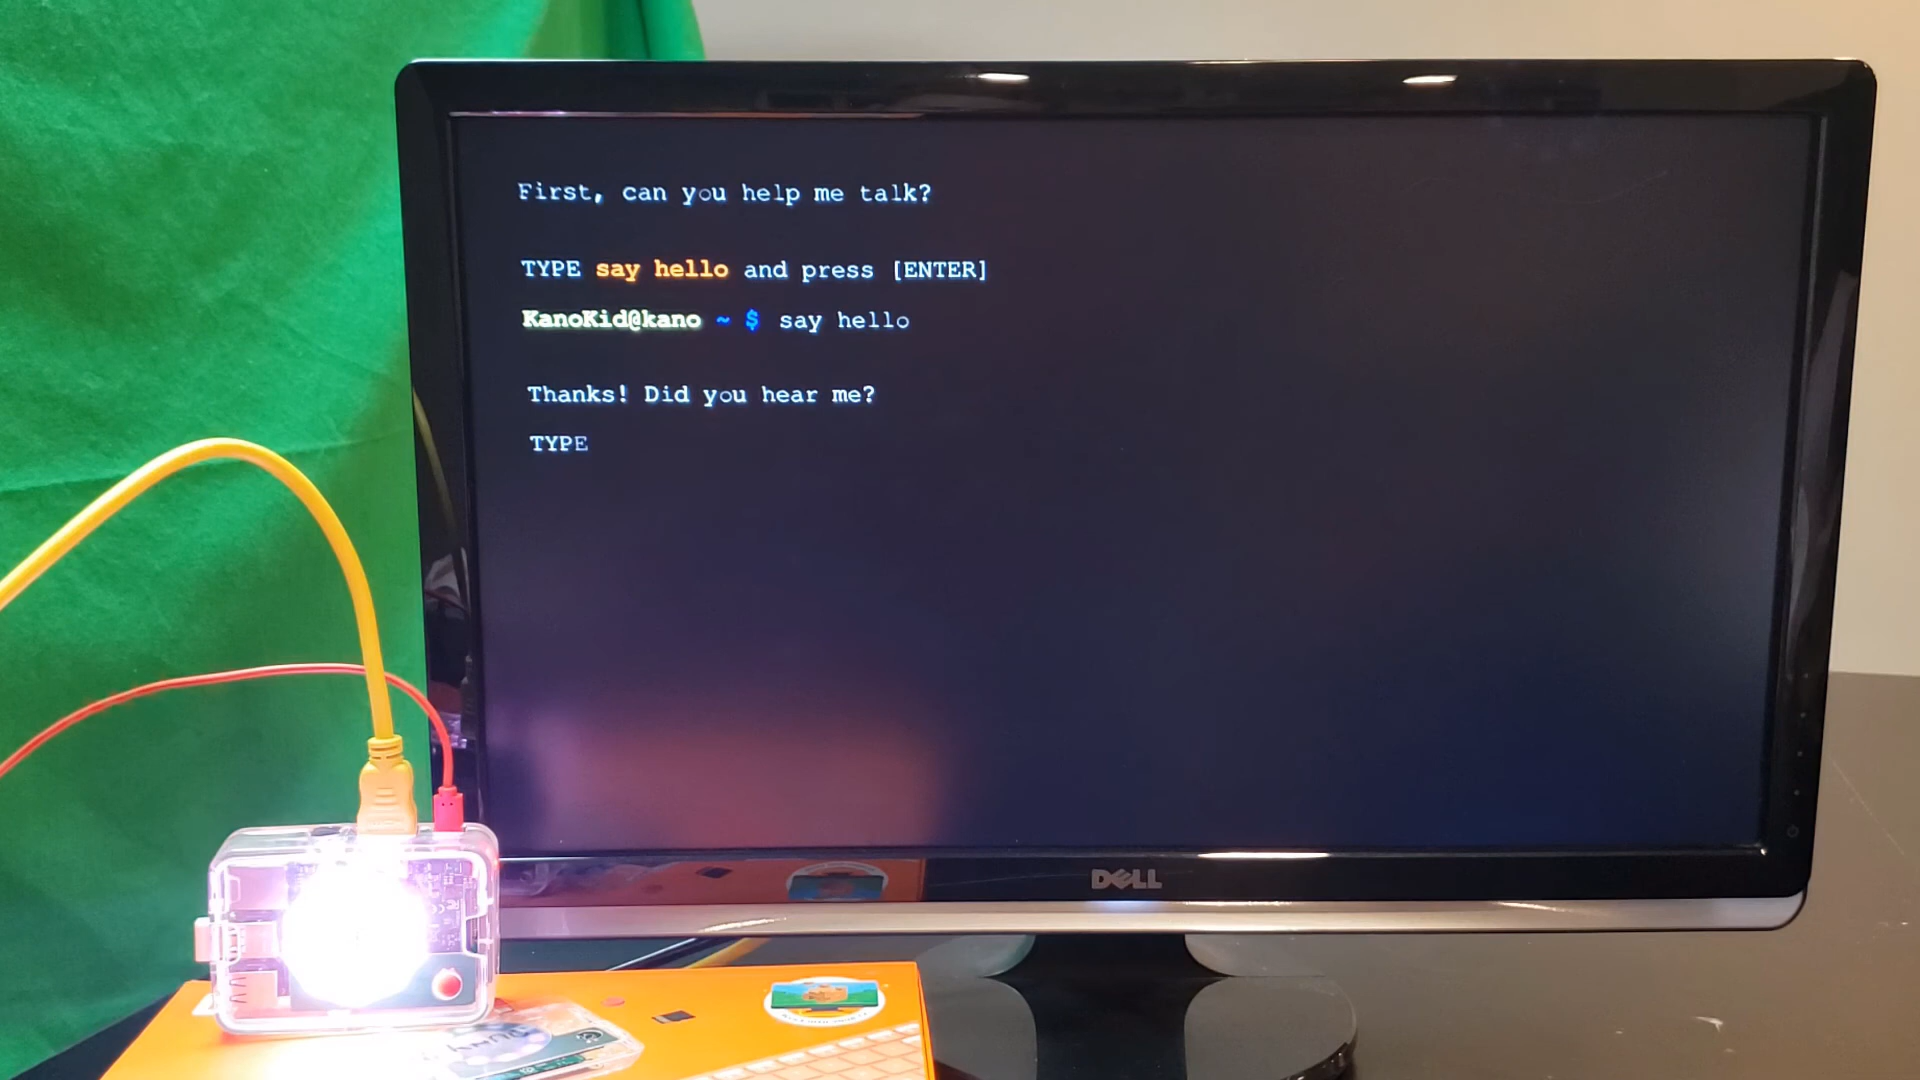 First, can you help me talk?
TYPE say hello and press [ENTER]
KanoKid@kano ~ $ say hello
Thanks! Did you hear me?
TYPE
DELL